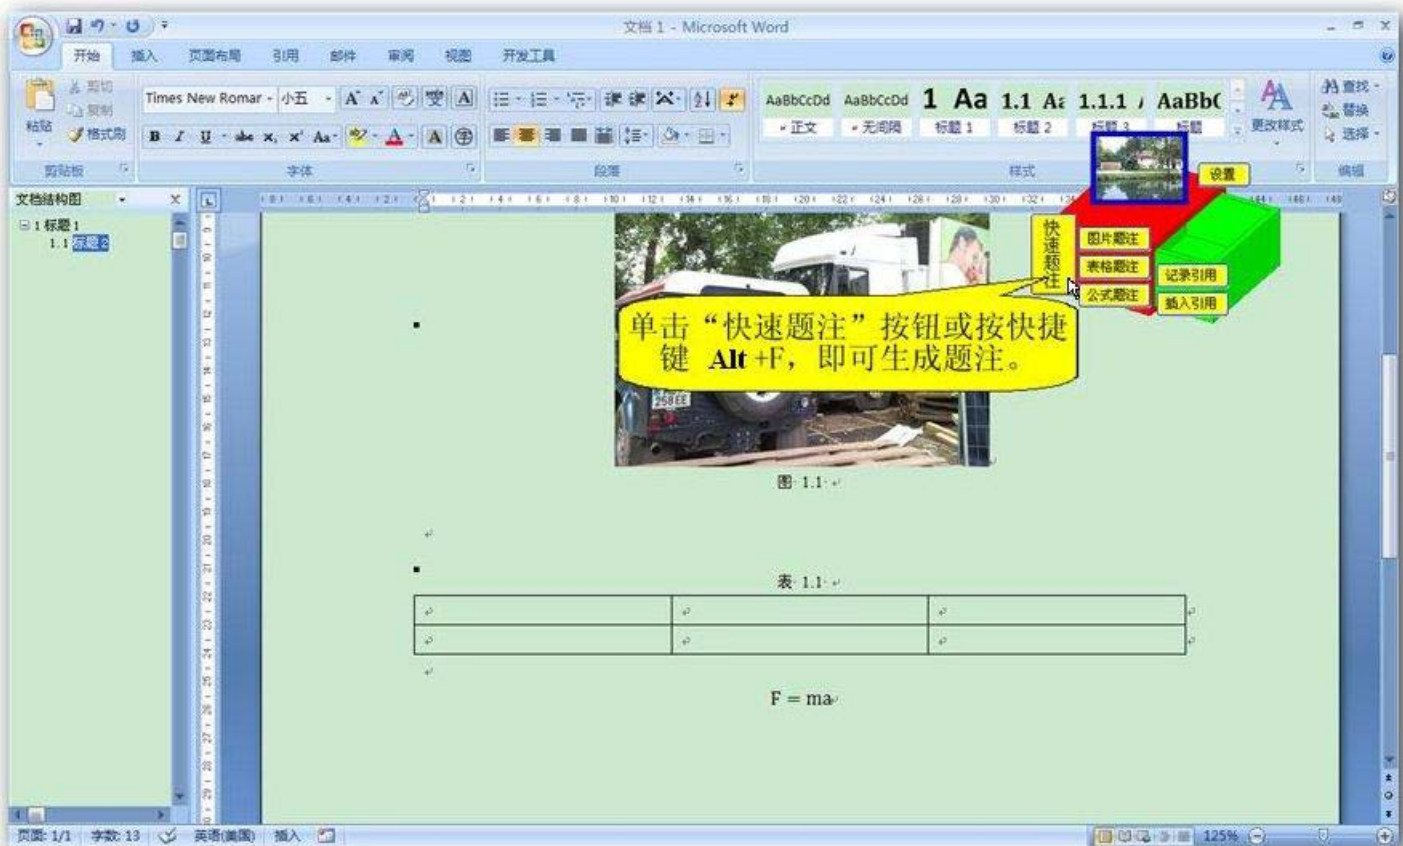 文档 1 - Microsoft Word
开始 插入 页面布局 引用 邮件 审阅 视图 开发工具
剪切
复制
粘贴
格式刷
剪贴板
Times New Romar
小五
字体
段落
AaBbCcDd AaBbCcDd 1 Aa 1.1 Aa 1.1.1 AaBb(
正文 无间隔 标题 1 标题 2 标题 3 标题
更改样式
样式
查找
替换
选择
编辑
设置
快速题注
图片题注
表格题注
公式题注
记录引用
插入引用
文档结构图
1 标题 1
1.1 标题 2
单击“快速题注”按钮或按快捷
键 Alt +F，即可生成题注。
258EE
图 1.1
表 1.1
F = ma
页面: 1/1 字数: 13 英语(美国) 插入
125%